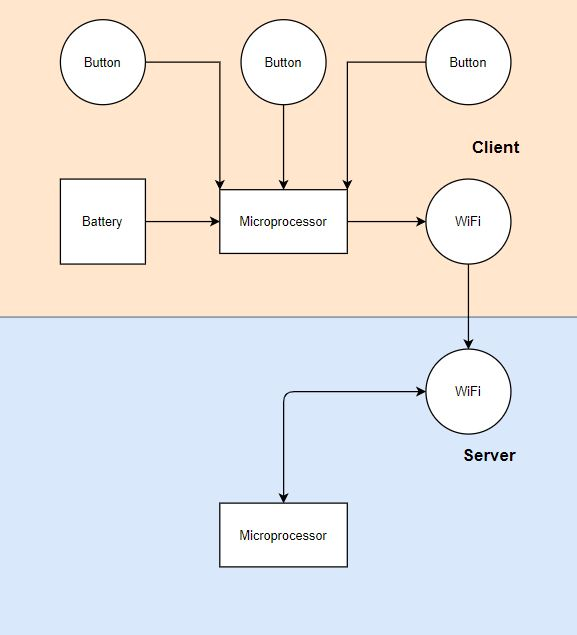 Button
Button
Button
Client
Battery
Microprocessor
WiFi
WiFi
Server
Microprocessor